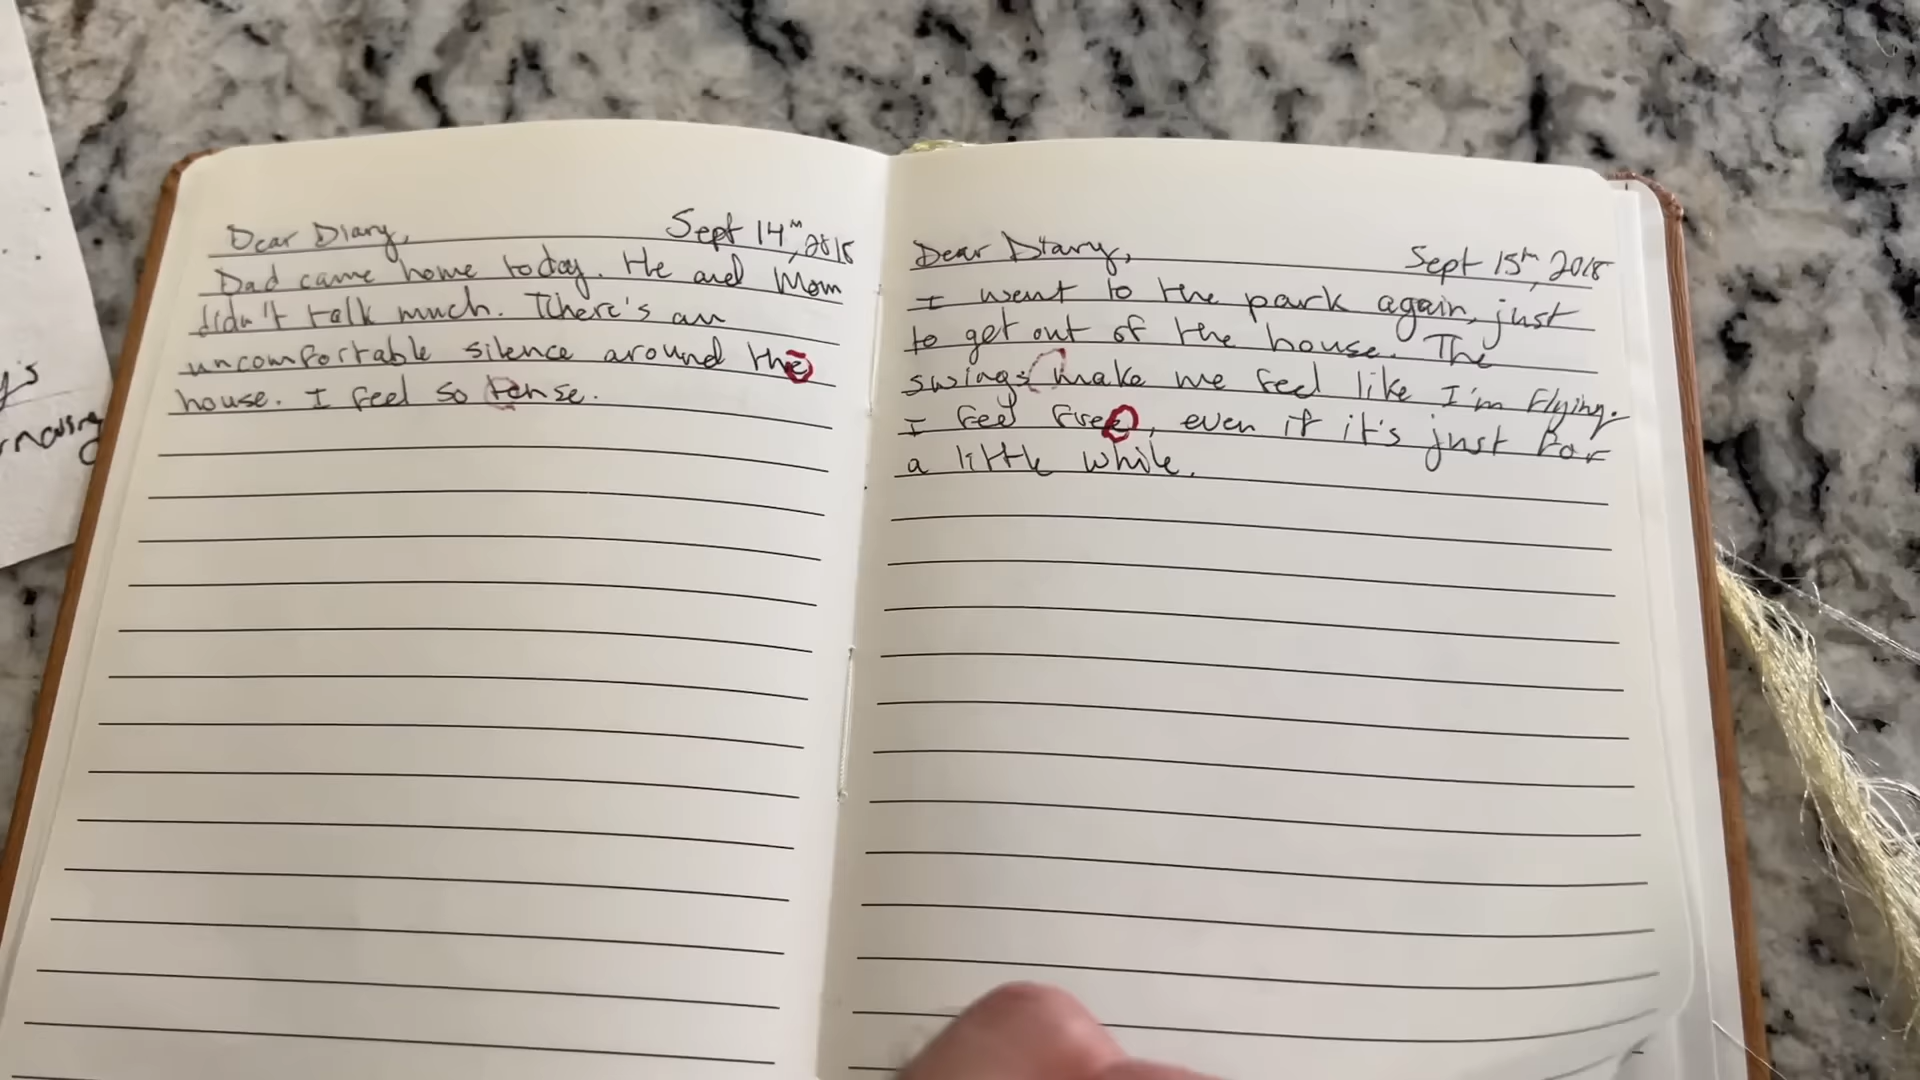 Dear Diary,
Sept 14th, 2018
Dad came home today. He and Mom
didn't talk much. There's an
uncomfortable silence around the
house. I feel so tense.
Dear Diary,
Sept 15th, 2018
I went to the park again, just
to get out of the house. The
swings make me feel like I'm flying.
I feel free, even if it's just for
a little while.